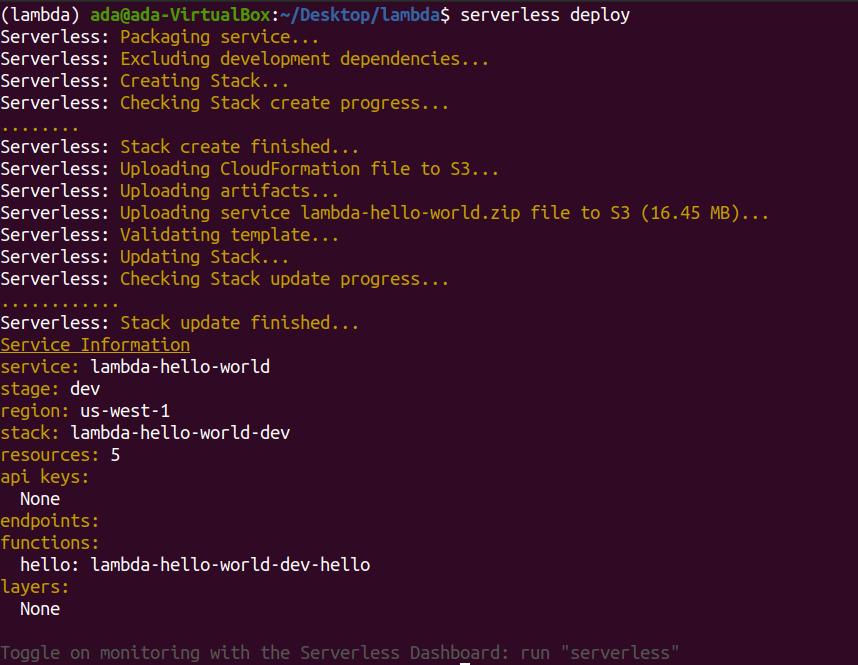 (lambda) ada@ada-VirtualBox:~/Desktop/lambda$ serverless deploy
Serverless: Packaging service...
Serverless: Excluding development dependencies...
Serverless: Creating Stack...
Serverless: Checking Stack create progress...
........
Serverless: Stack create finished...
Serverless: Uploading CloudFormation file to S3...
Serverless: Uploading artifacts...
Serverless: Uploading service lambda-hello-world.zip file to S3 (16.45 MB)...
Serverless: Validating template...
Serverless: Updating Stack...
Serverless: Checking Stack update progress...
............
Serverless: Stack update finished...
Service Information
service: lambda-hello-world
stage: dev
region: us-west-1
stack: lambda-hello-world-dev
resources: 5
api keys:
  None
endpoints:
functions:
  hello: lambda-hello-world-dev-hello
layers:
  None
Toggle on monitoring with the Serverless Dashboard: run "serverless"